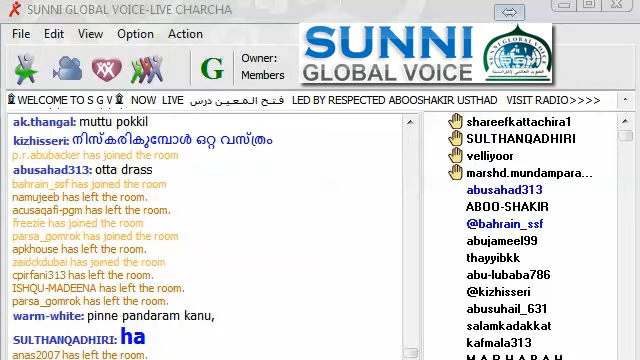 SUNNI GLOBAL VOICE-LIVE CHARCHA
File Edit View Option Action
G Owner:
Members
SUNNI
GLOBAL VOICE
WELCOME TO S G V NOW LIVE فتح المعين درس LED BY RESPECTED ABOOSHAKIR USTHAD VISIT RADIO>>>>
ak.thangal: muttu pokkil
kizhisseri: നിസ്കരികുമ്പോൾ ഒറ്റ വസ്ത്രം
p.r.abubacker has joined the room
abusahad313: otta drass
bahrain_ssf has joined the room
namujeeb has left the room.
acusaqafi-pgm has left the room.
freezie has joined the room
parsa_gomrok has joined the room
apkhouse has left the room.
zaidckdubai has joined the room
cpirfani313 has left the room.
ISHQU-MADEENA has left the room.
parsa_gomrok has left the room.
warm-white: pinne pandaram kanu,
SULTHANQADHIRI: ha
anas2007 has left the room.
shareefkattachira1
SULTHANQADHIRI
velliyoor
marshd.mundampara...
abusahad313
ABOO-SHAKIR
@bahrain_ssf
abujameel99
thayyibkk
abu-lubaba786
@kizhisseri
abusuhail_631
salamkadakkat
kafmala313